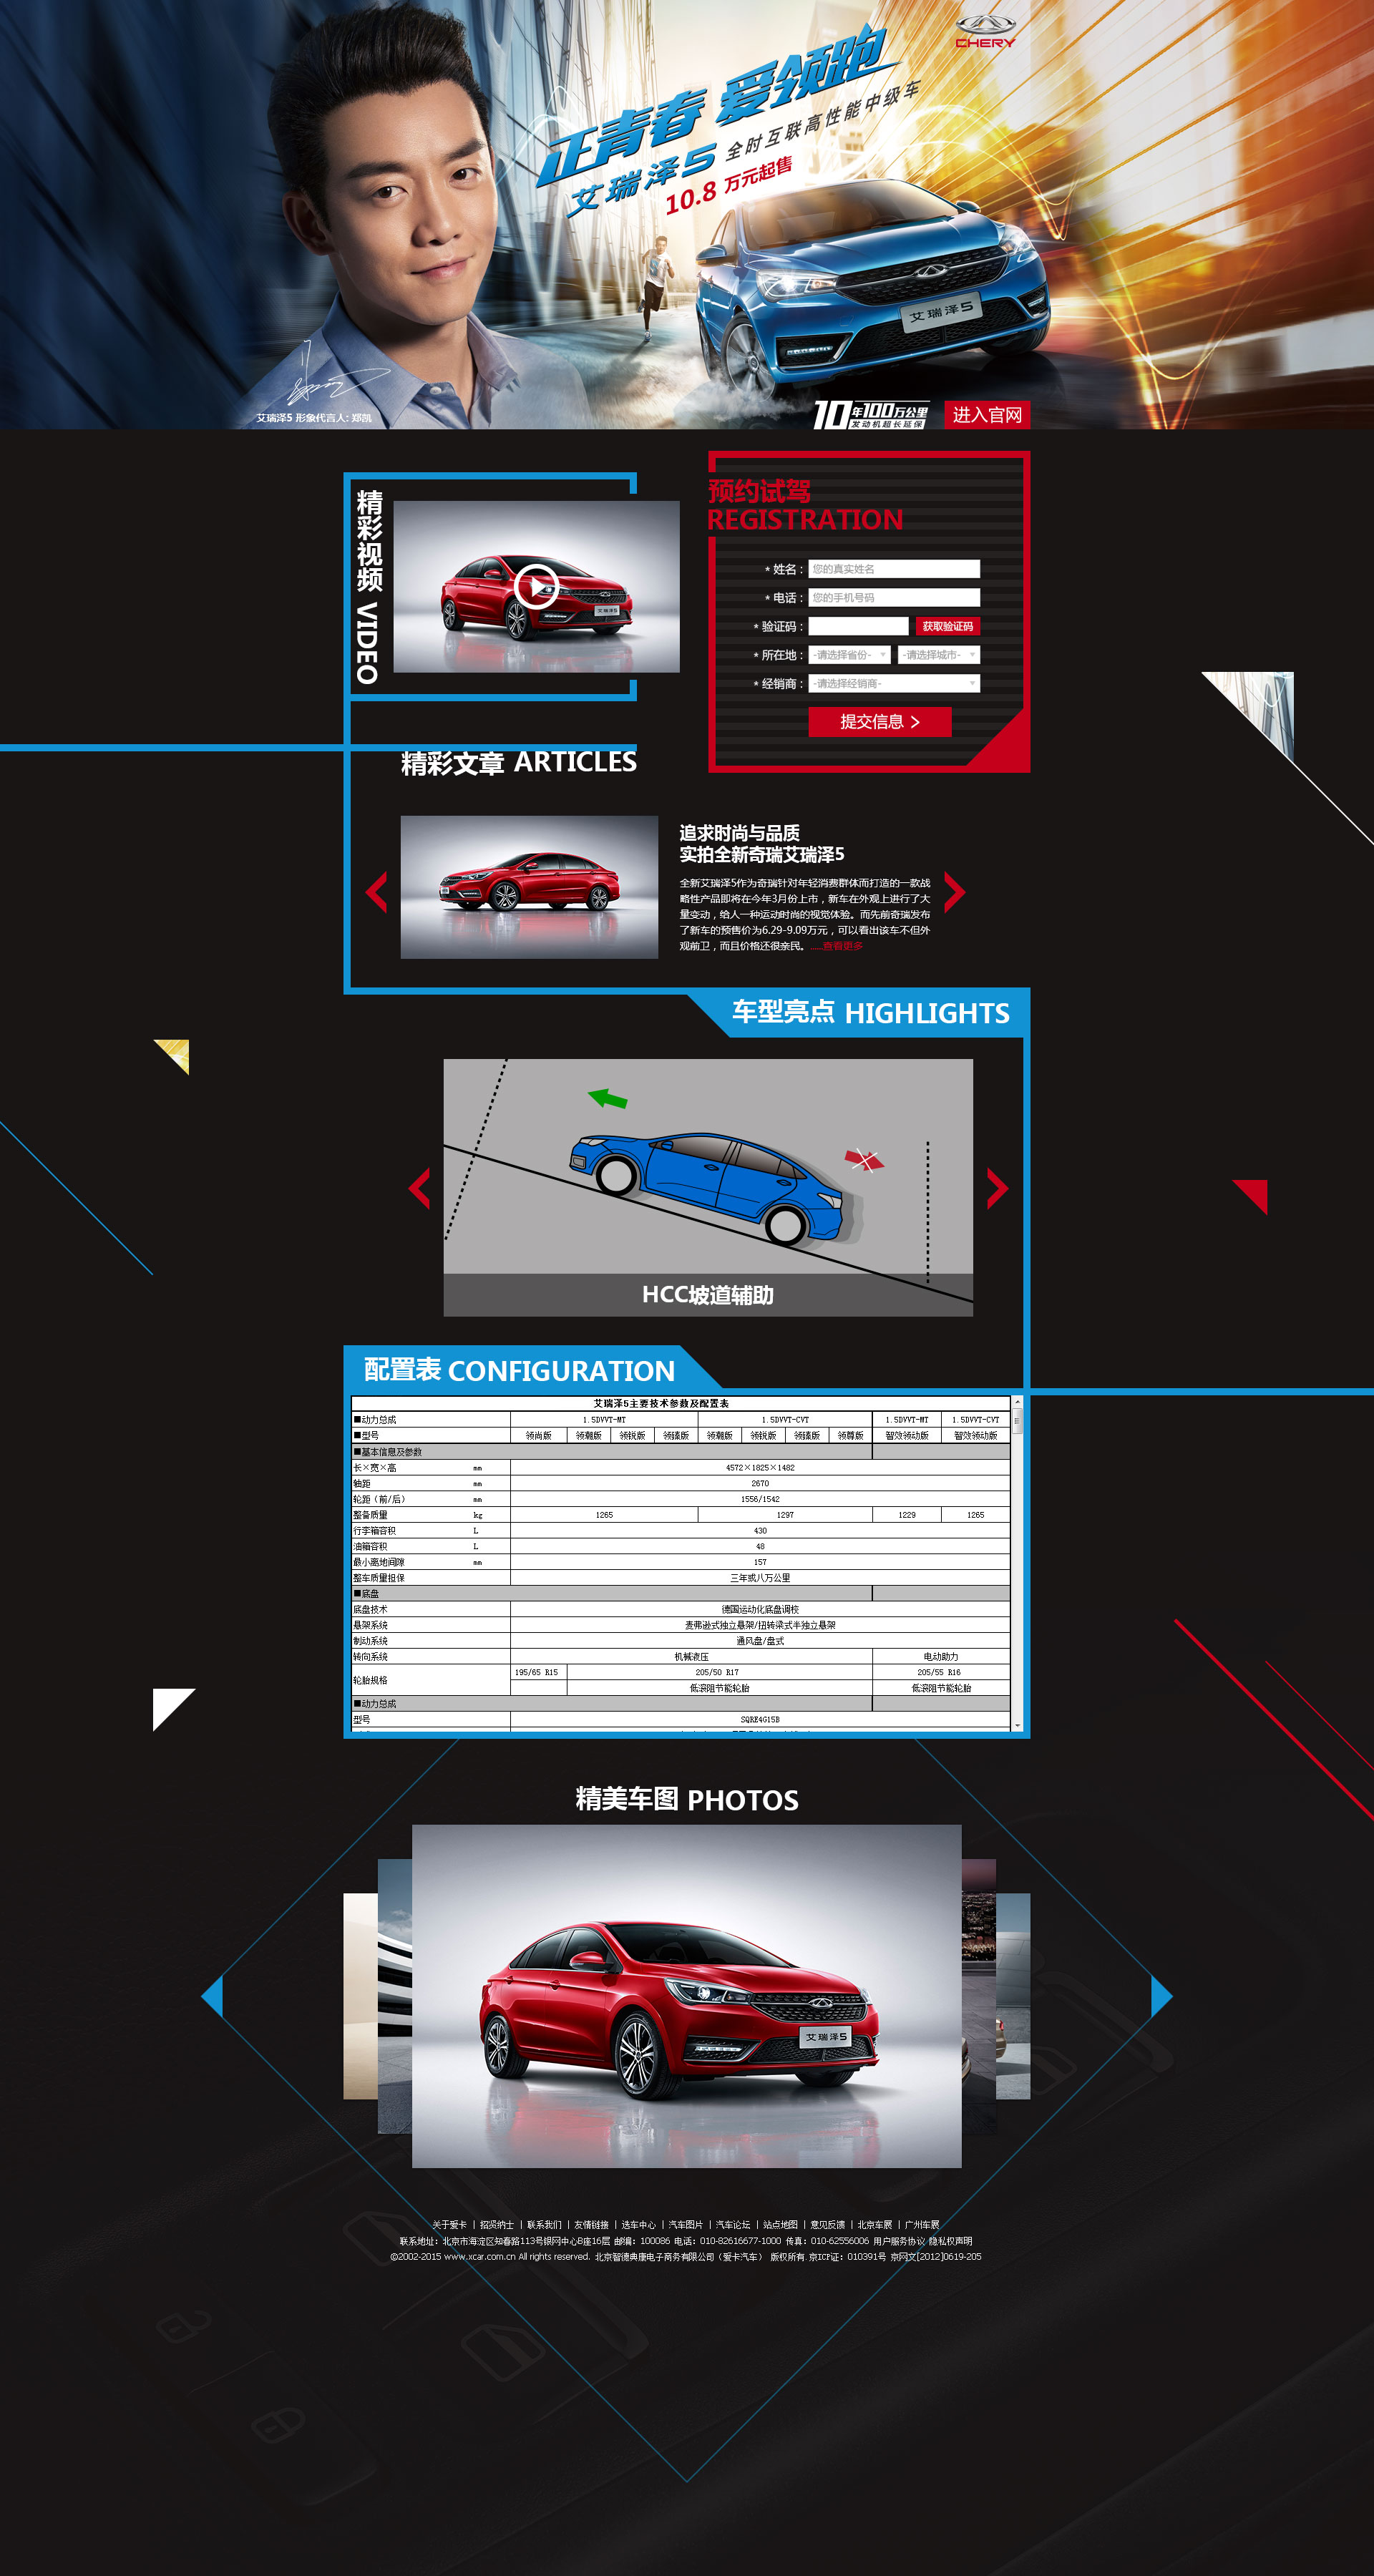 CHERY
正青春 爱领跑
艾瑞泽5 全时互联高性能中级车
10.8 万元起售
艾瑞泽5
艾瑞泽5 形象代言人: 郑凯
10年100万公里
发动机超长延保
进入官网
精彩视频 VIDEO
艾瑞泽5
预约试驾
REGISTRATION
* 姓名 : 您的真实姓名
* 电话 : 您的手机号码
* 验证码 : 获取验证码
* 所在地 : -请选择省份- -请选择城市-
* 经销商 : -请选择经销商-
提交信息 >
精彩文章 ARTICLES
追求时尚与品质
实拍全新奇瑞艾瑞泽5
全新艾瑞泽5作为奇瑞针对年轻消费群体而打造的一款战
略性产品即将在今年3月份上市，新车在外观上进行了大
量变动，给人一种运动时尚的视觉体验。而先前奇瑞发布
了新车的预售价为6.29-9.09万元，可以看出该车不但外
观前卫，而且价格还很亲民。.....查看更多
车型亮点 HIGHLIGHTS
HCC坡道辅助
配置表 CONFIGURATION
艾瑞泽5主要技术参数及配置表
■动力总成 1.5DVVT-MT 1.5DVVT-CVT 1.5DVVT-MT 1.5DVVT-CVT
■型号 领尚版 领潮版 领锐版 领臻版 领潮版 领锐版 领臻版 领尊版 智效领动版 智效领动版
■基本信息及参数
长×宽×高 mm 4572×1825×1482
轴距 mm 2670
轮距（前/后） mm 1556/1542
整备质量 kg 1265 1297 1229 1265
行李箱容积 L 430
油箱容积 L 48
最小离地间隙 mm 157
整车质量担保 三年或八万公里
■底盘
底盘技术 德国运动化底盘调校
悬架系统 麦弗逊式独立悬架/扭转梁式半独立悬架
制动系统 通风盘/盘式
转向系统 机械液压 电动助力
轮胎规格 195/65 R15 205/50 R17 205/55 R16
低滚阻节能轮胎 低滚阻节能轮胎
■动力总成
型号 SQRE4G15B
精美车图 PHOTOS
艾瑞泽5
关于爱卡 | 招贤纳士 | 联系我们 | 友情链接 | 选车中心 | 汽车图片 | 汽车论坛 | 站点地图 | 意见反馈 | 北京车展 | 广州车展
联系地址: 北京市海淀区知春路113号银网中心B座16层 邮编: 100086 电话: 010-82616677-1000 传真: 010-62556006 用户服务协议 隐私权声明
©2002-2015 www.xcar.com.cn All rights reserved. 北京智德典康电子商务有限公司（爱卡汽车） 版权所有. 京ICP证: 010391号 京网文[2012]0619-205